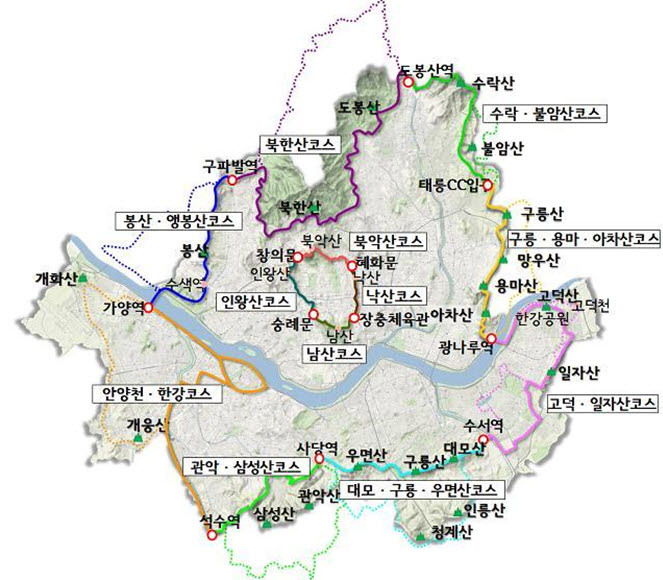 도봉산역
수락산
도봉산
수락 · 불암산코스
북한산코스
불암산
구파발역
태릉CC입
북한산
구릉산
봉산 · 앵봉산코스
북악산
북악산코스
구릉 · 용마 · 아차산코스
봉산
창의문
혜화문
망우산
개화산
수색역
인왕산
낙산
용마산
인왕산코스
낙산코스
고덕산
고덕천
가양역
숭례문
장충체육관
아차산
한강공원
남산
광나루역
남산코스
일자산
안양천 · 한강코스
고덕 · 일자산코스
개웅산
수서역
사당역
우면산
대모산
관악 · 삼성산코스
구룡산
대모 · 구룡 · 우면산코스
관악산
석수역
삼성산
인릉산
청계산